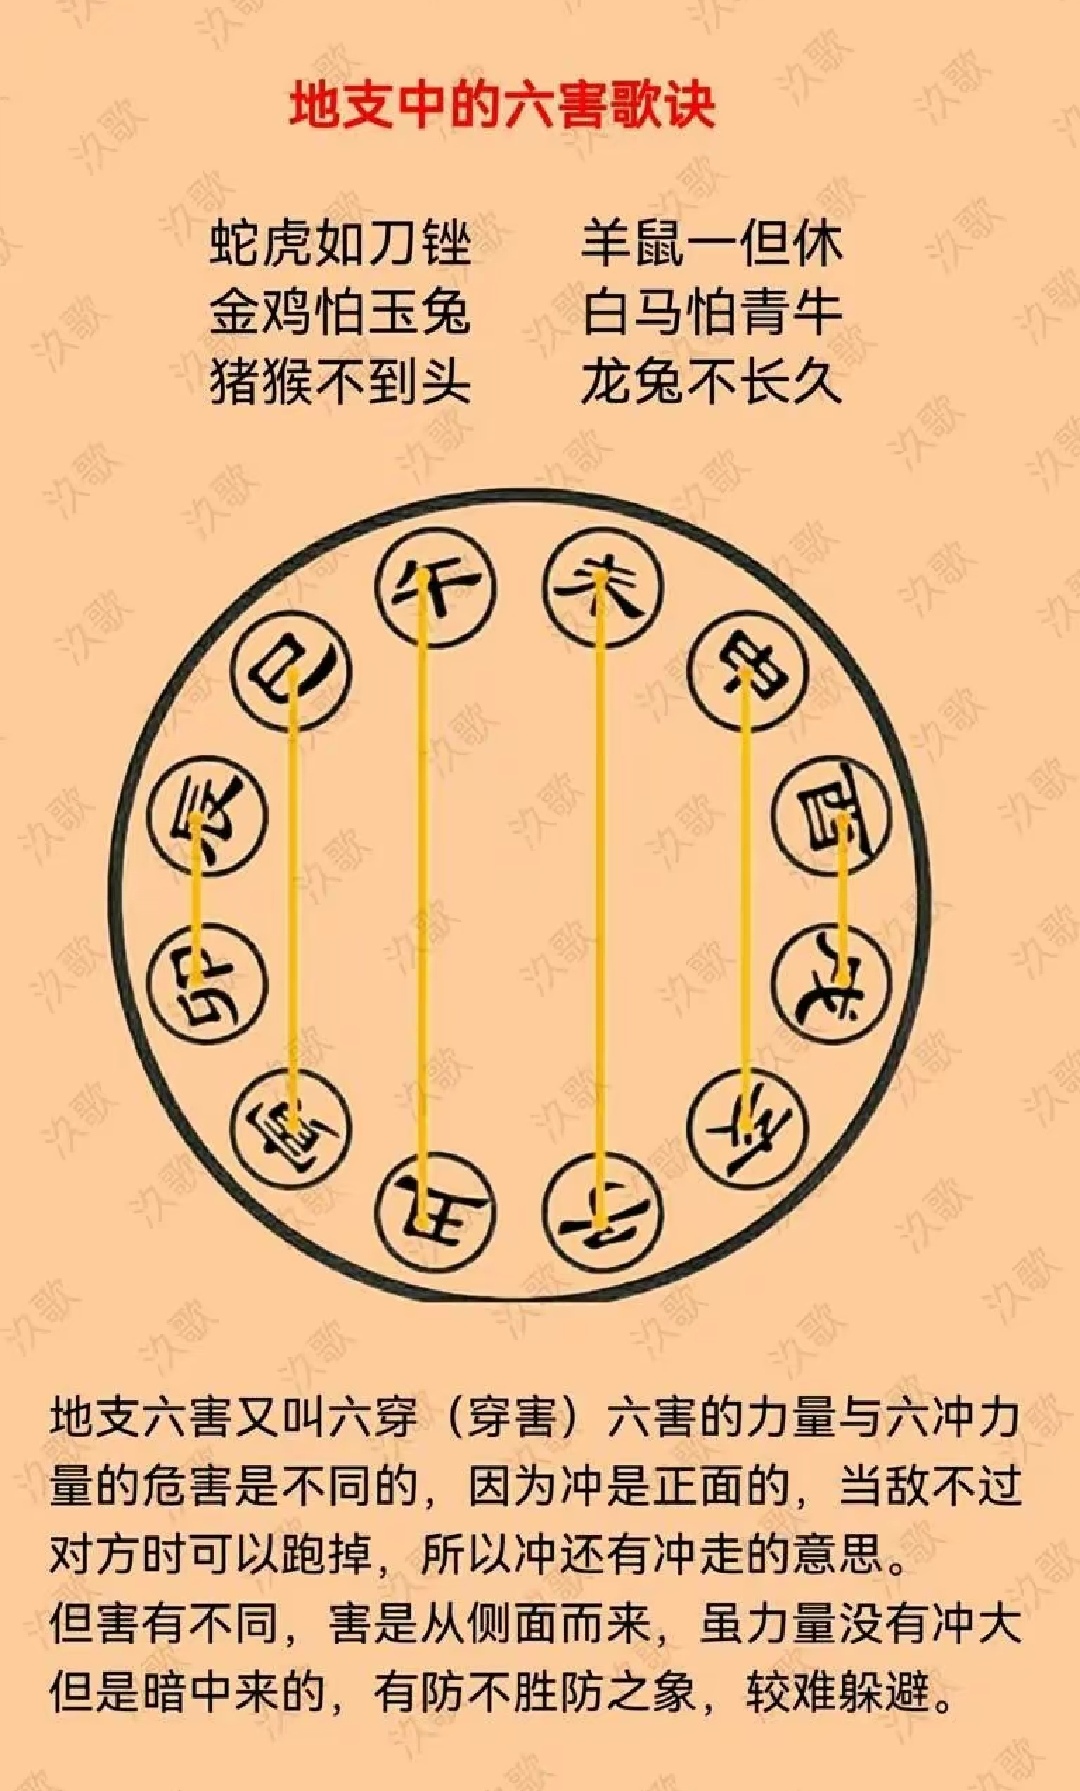 地支中的六害歌诀
蛇虎如刀锉 羊鼠一但休
金鸡怕玉兔 白马怕青牛
猪猴不到头 龙兔不长久
午 未
巳 申
辰 酉
卯 戌
寅 亥
丑 子
地支六害又叫六穿（穿害）六害的力量与六冲力
量的危害是不同的，因为冲是正面的，当敌不过
对方时可以跑掉，所以冲还有冲走的意思。
但害有不同，害是从侧面而来，虽力量没有冲大
但是暗中来的，有防不胜防之象，较难躲避。
汣歌